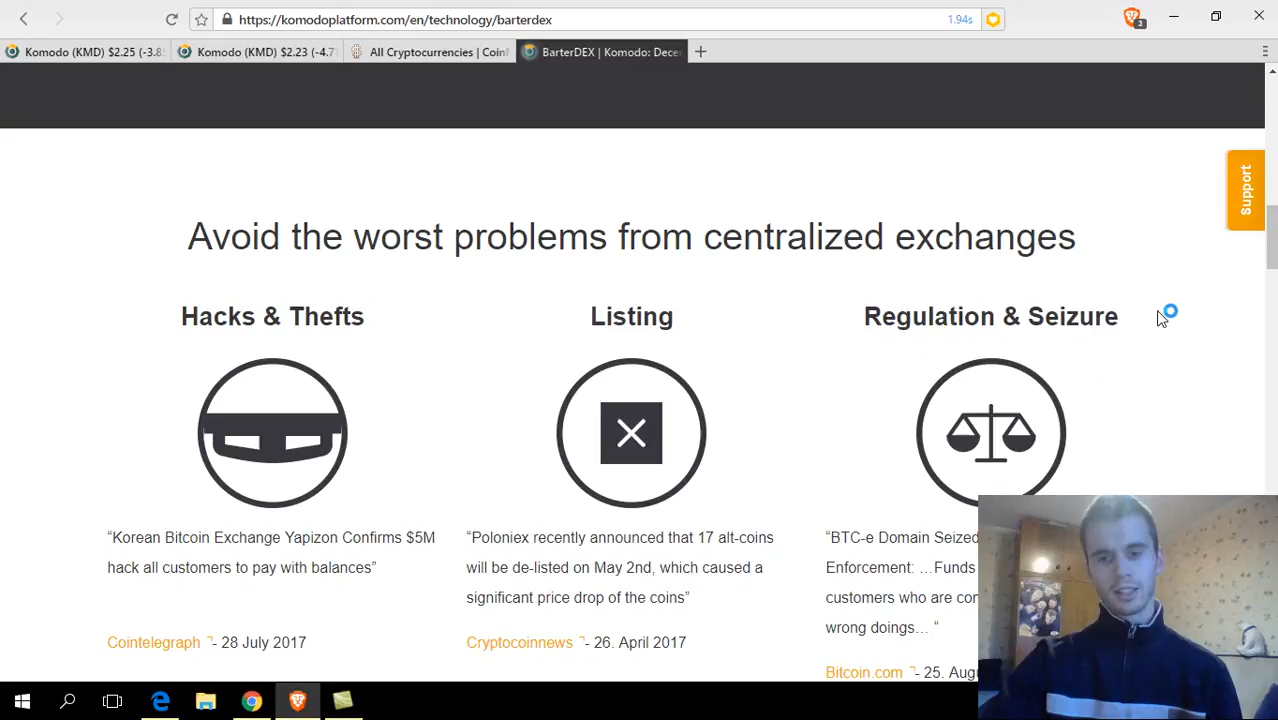 https://komodoplatform.com/en/technology/barterdex
1.94s
3
Komodo (KMD) $2.25 (-3.8
Komodo (KMD) $2.23 (-4.7
All Cryptocurrencies | Coin
BarterDEX | Komodo: Dece
Support
Avoid the worst problems from centralized exchanges
Hacks & Thefts
Listing
Regulation & Seizure
“Korean Bitcoin Exchange Yapizon Confirms $5M
hack all customers to pay with balances”
Cointelegraph - 28 July 2017
“Poloniex recently announced that 17 alt-coins
will be de-listed on May 2nd, which caused a
significant price drop of the coins”
Cryptocoinnews - 26. April 2017
“BTC-e Domain Seized
Enforcement: …Funds
customers who are con
wrong doings… “
Bitcoin.com - 25. Aug